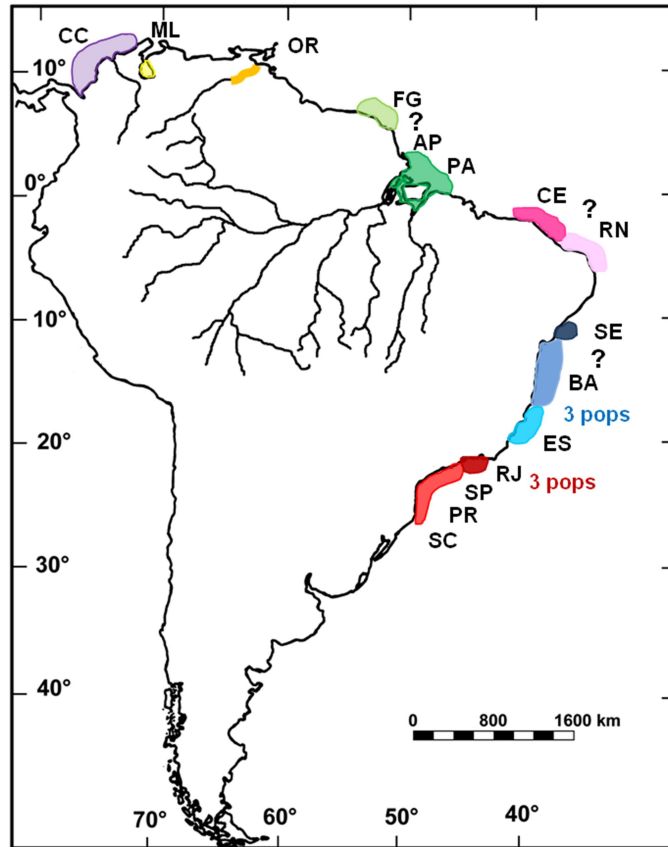 CC
ML
OR
10°
FG
?
AP
PA
0°
CE
?
RN
10°
SE
?
BA
3 pops
20°
ES
RJ
3 pops
SP
PR
SC
30°
40°
0 800 1600 km
70° 60° 50° 40°